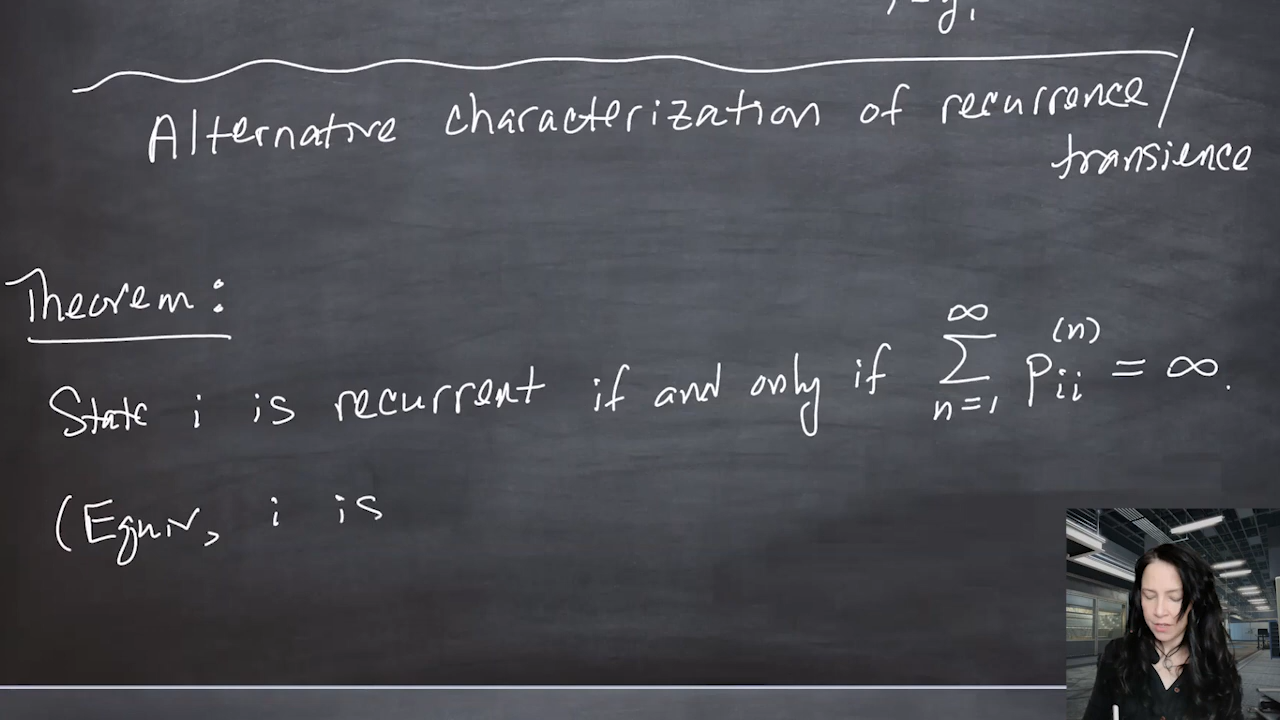 Alternative characterization of recurrence/
transience
Theorem:
State i is recurrent if and only if ∑_{n=1}^{∞} p_{ii}^{(n)} = ∞.
(Equiv, i is